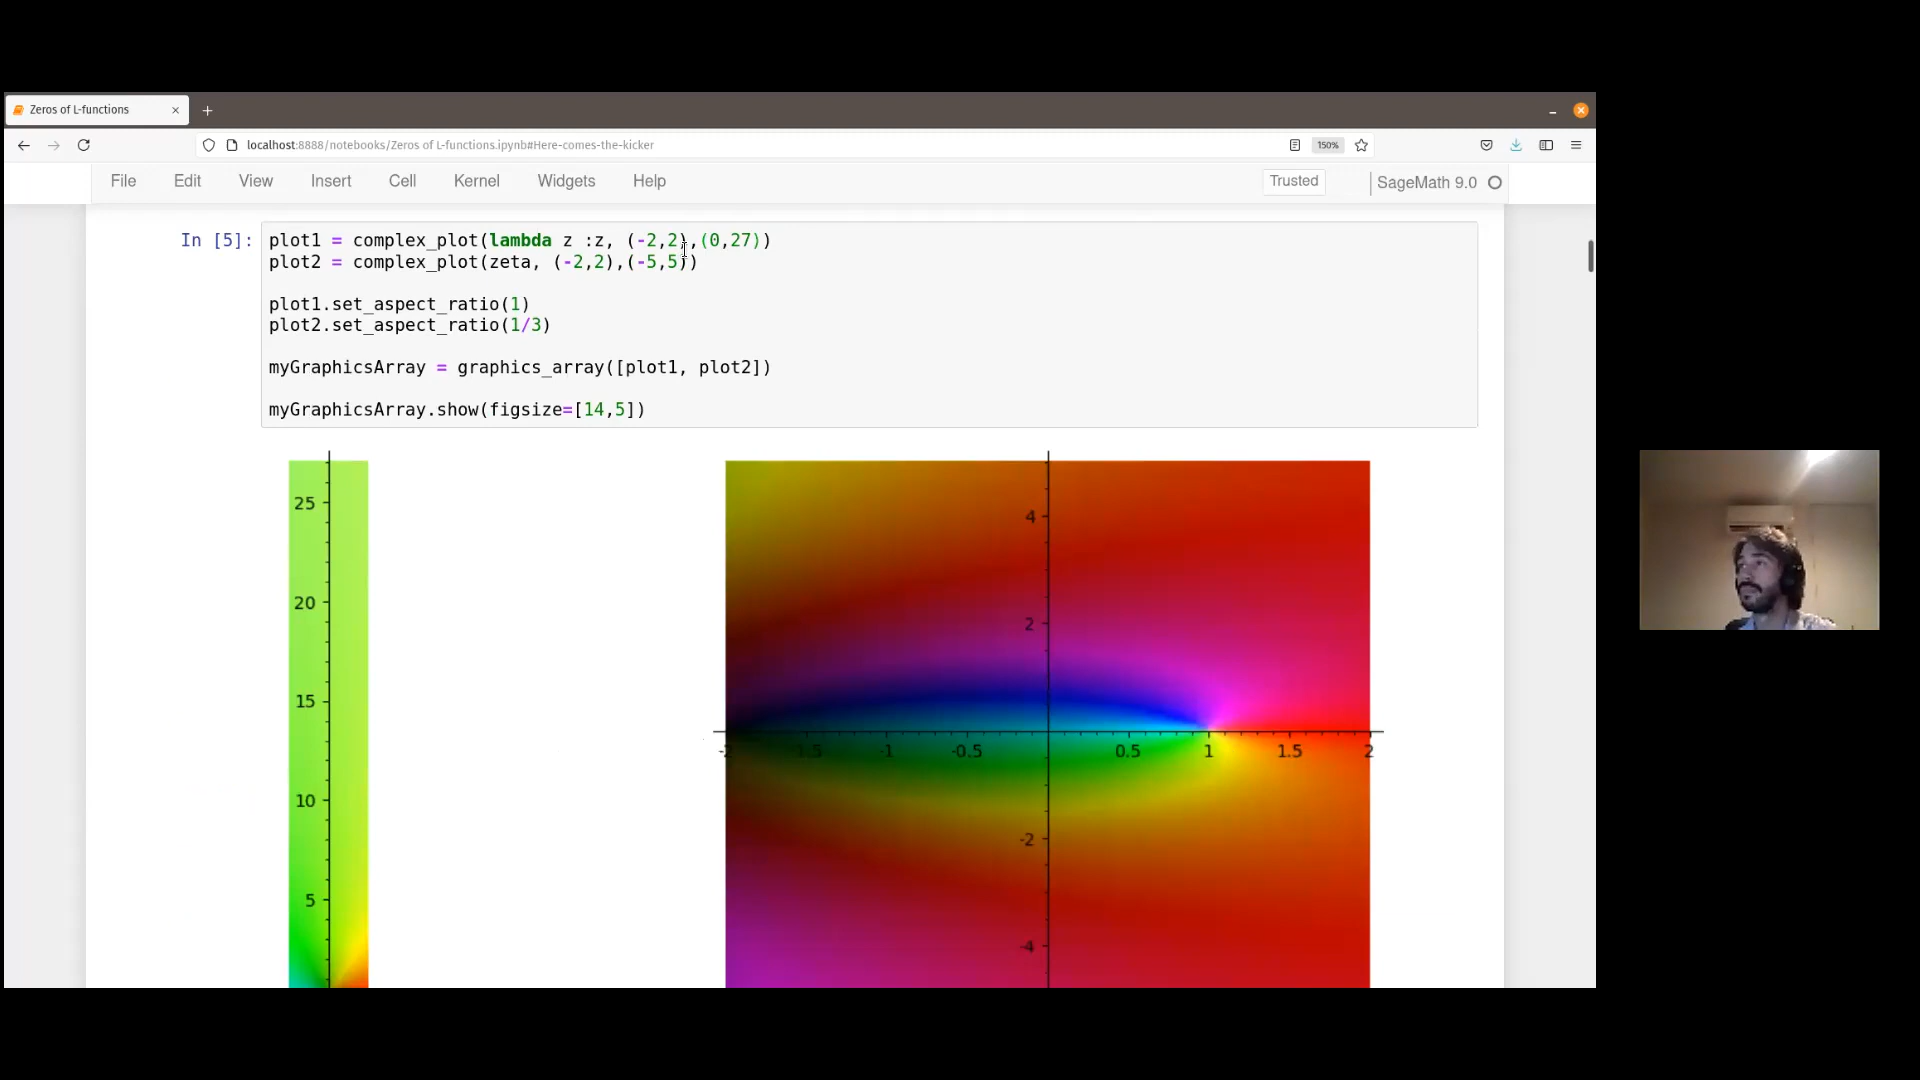 Zeros of L-functions
localhost:8888/notebooks/Zeros of L-functions.ipynb#Here-comes-the-kicker
150%
File Edit View Insert Cell Kernel Widgets Help
Trusted
SageMath 9.0
In [5]:
plot1 = complex_plot(lambda z :z, (-2,2),(0,27))
plot2 = complex_plot(zeta, (-2,2),(-5,5))
plot1.set_aspect_ratio(1)
plot2.set_aspect_ratio(1/3)
myGraphicsArray = graphics_array([plot1, plot2])
myGraphicsArray.show(figsize=[14,5])
25
20
15
10
5
4
2
-2 -1.5 -1 -0.5 0.5 1 1.5 2
-2
-4